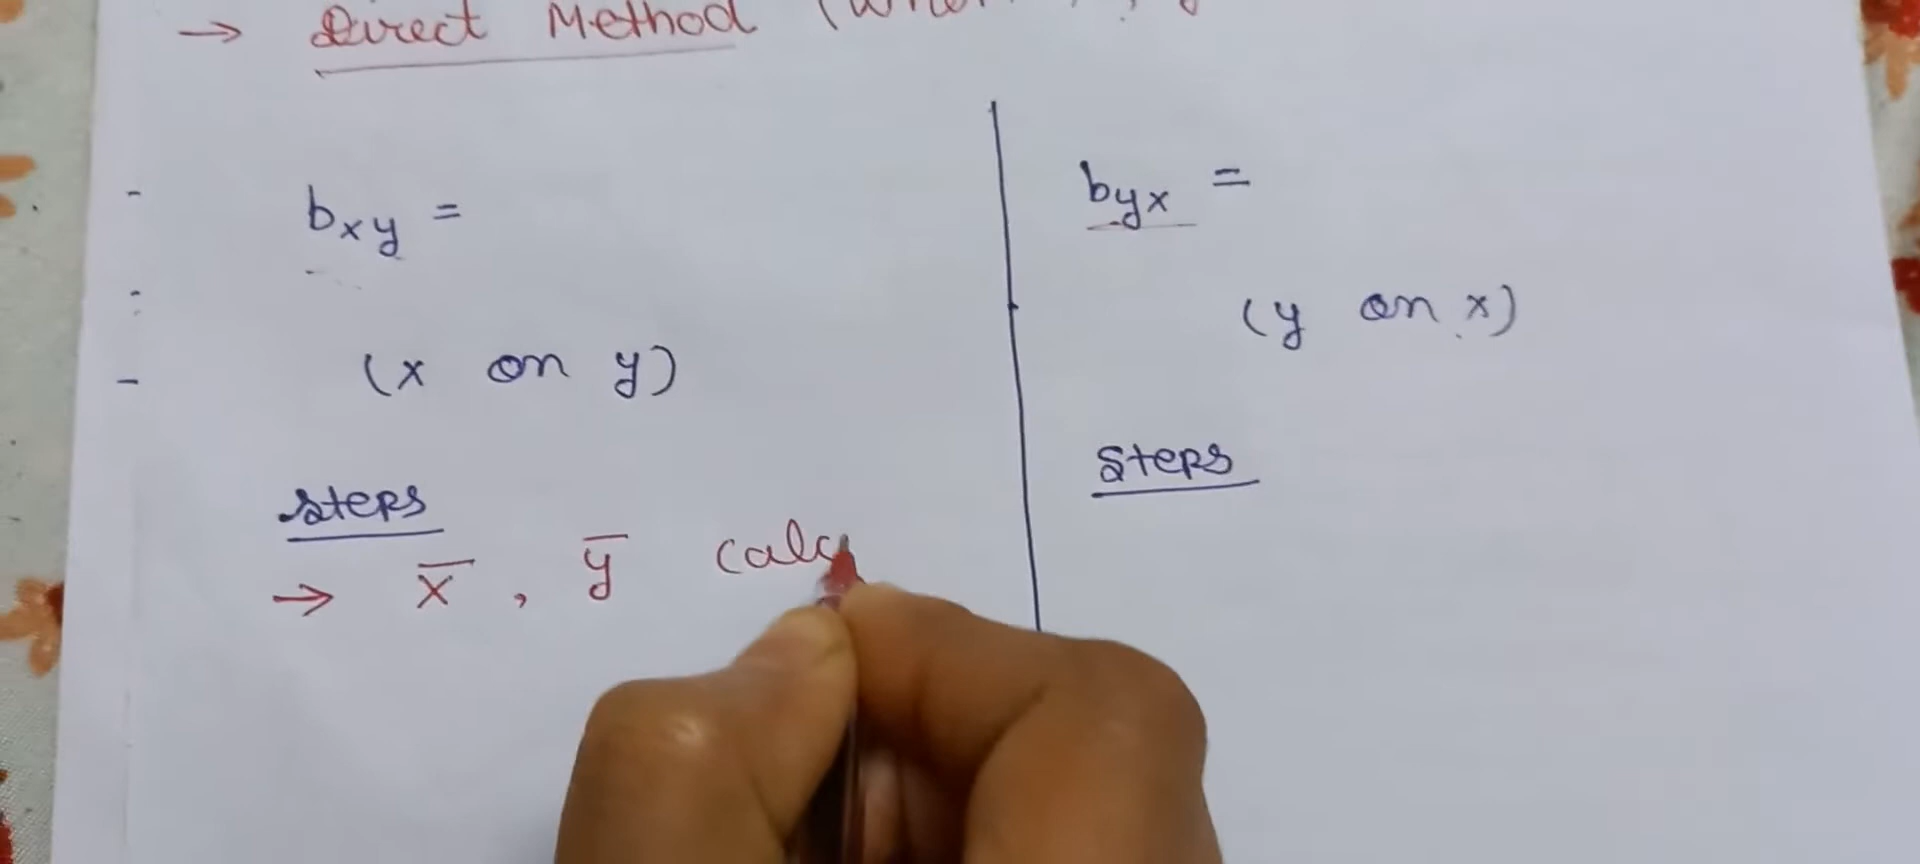 → Direct Method
bxy =
(x on y)
steps
→ x̄ , ȳ calc
byx =
(y on x)
steps